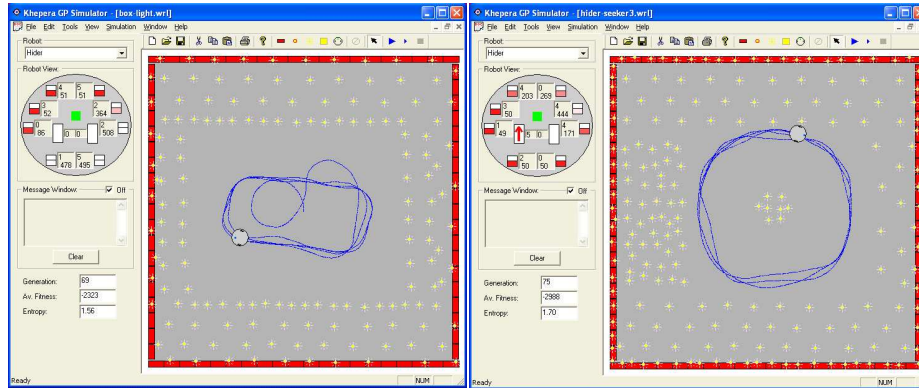 Khepera GP Simulator - [box-light.wrl]
File Edit Tools View Simulation Window Help
Robot:
Hider
Robot View:
4 5
51 51
3 2
52 364
0 2
86 0 0 508
1 5
478 495
Message Window: Off
Clear
Generation: 69
Av. Fitness: -2323
Entropy: 1.56
Ready NUM
Khepera GP Simulator - [hider-seeker3.wrl]
File Edit Tools View Simulation Window Help
Robot:
Hider
Robot View:
4 0
203 269
3 4
50 444
1 4
49 5 0 171
2 0
50 50
Message Window: Off
Clear
Generation: 75
Av. Fitness: -2988
Entropy: 1.70
Ready NUM